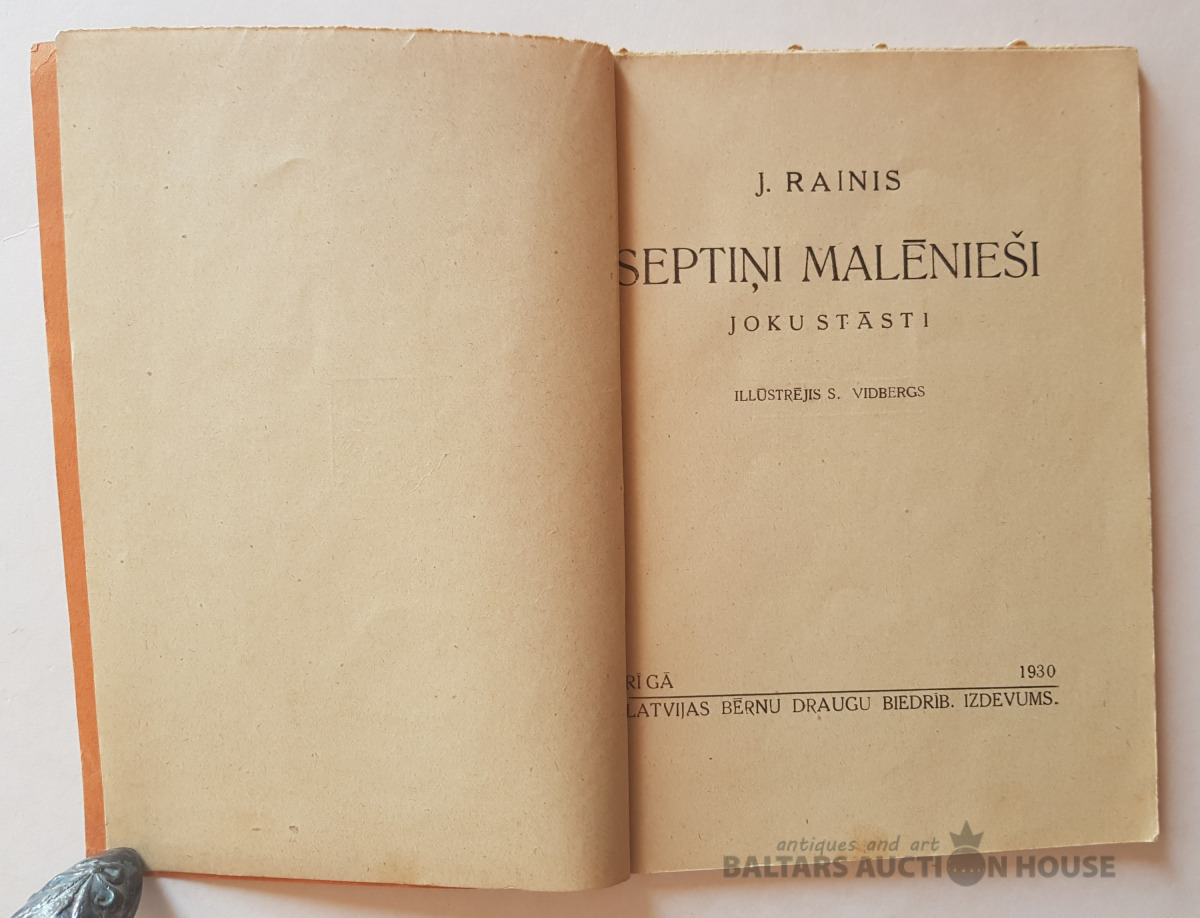 J. RAINIS
SEPTIŅI MALĒNIEŠI
JOKU STĀSTI
ILLŪSTRĒJIS S. VIDBERGS
RĪGĀ 1930
LATVIJAS BĒRNU DRAUGU BIEDRĪB. IZDEVUMS.
antiques and art
BALTARS AUCTION HOUSE